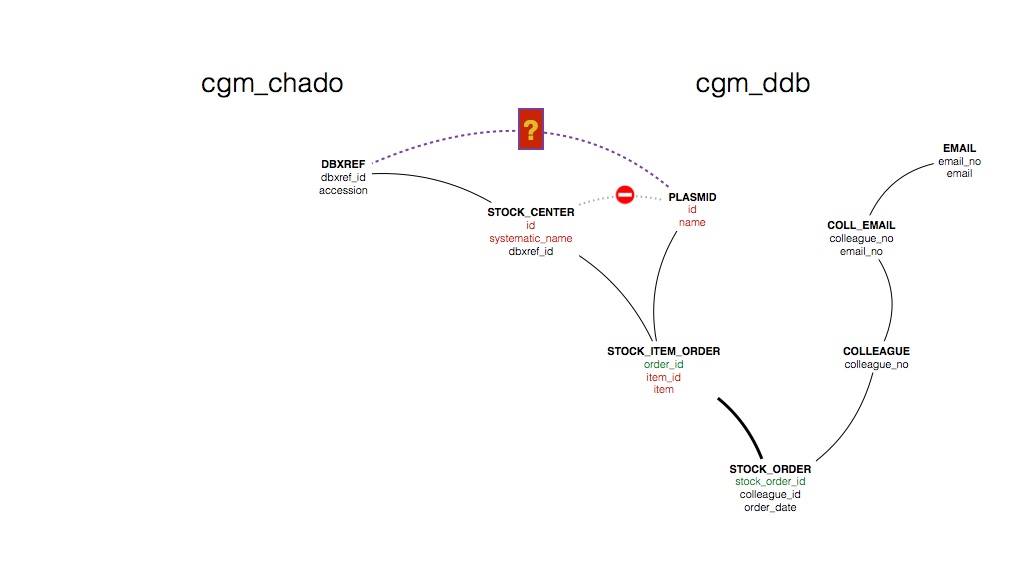 cgm_chado
cgm_ddb
?
DBXREF
dbxref_id
accession
STOCK_CENTER
id
systematic_name
dbxref_id
PLASMID
id
name
EMAIL
email_no
email
COLL_EMAIL
colleague_no
email_no
STOCK_ITEM_ORDER
order_id
item_id
item
COLLEAGUE
colleague_no
STOCK_ORDER
stock_order_id
colleague_id
order_date